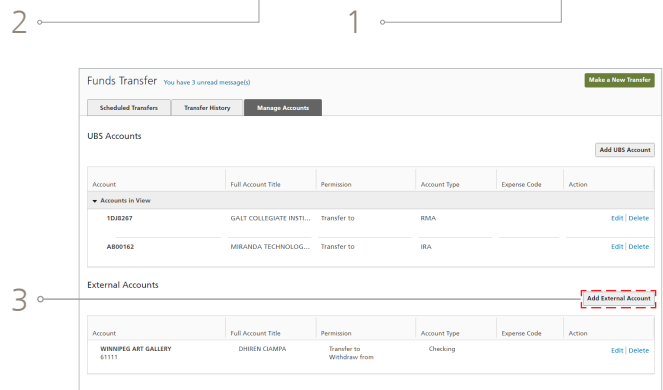 2
1
Funds Transfer You have 3 unread message(s)
Make a New Transfer
Scheduled Transfers Transfer History Manage Accounts
UBS Accounts
Add UBS Account
Account Full Account Title Permission Account Type Expense Code Action
Accounts in View
1DJ8267 GALT COLLEGIATE INSTI... Transfer to RMA Edit | Delete
AB00162 MIRANDA TECHNOLOG... Transfer to IRA Edit | Delete
External Accounts
3
Add External Account
Account Full Account Title Permission Account Type Expense Code Action
WINNIPEG ART GALLERY DHIREN CIAMPA Transfer to Checking Edit | Delete
61111 Withdraw from